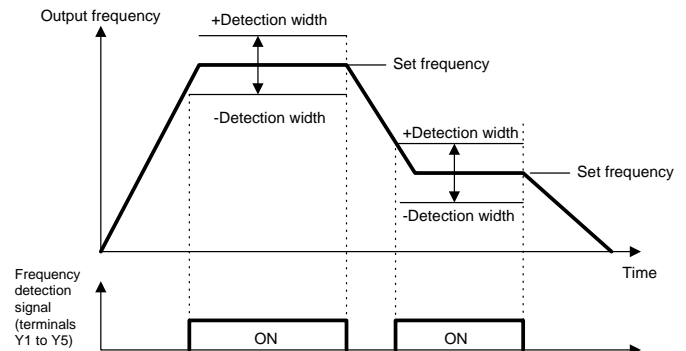 Output frequency
+Detection width
Set frequency
-Detection width
+Detection width
Set frequency
-Detection width
Time
Frequency
detection
signal
(terminals
Y1 to Y5)
ON
ON